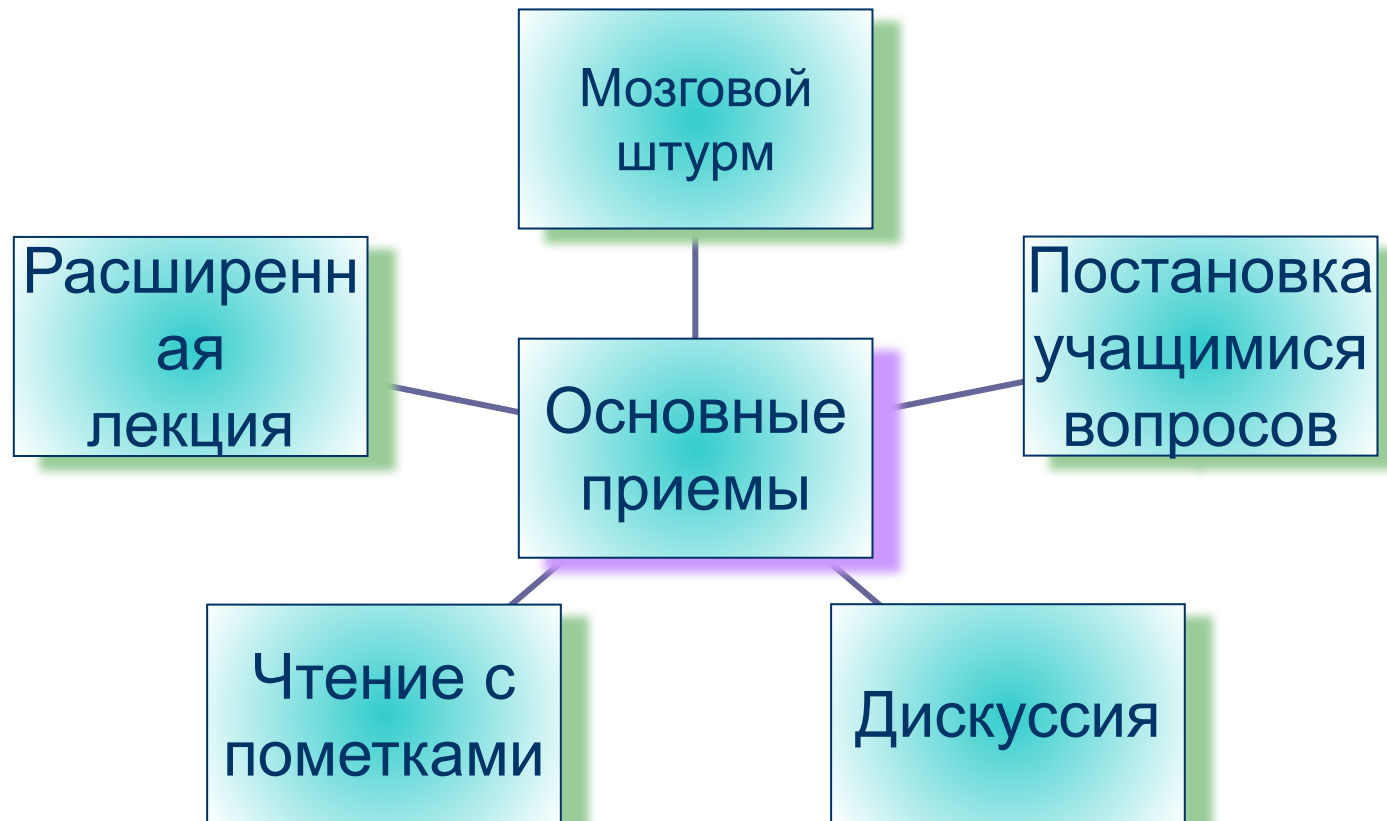 Мозговой
штурм
Расширенн
ая
лекция
Постановка
учащимися
вопросов
Основные
приемы
Чтение с
пометками
Дискуссия